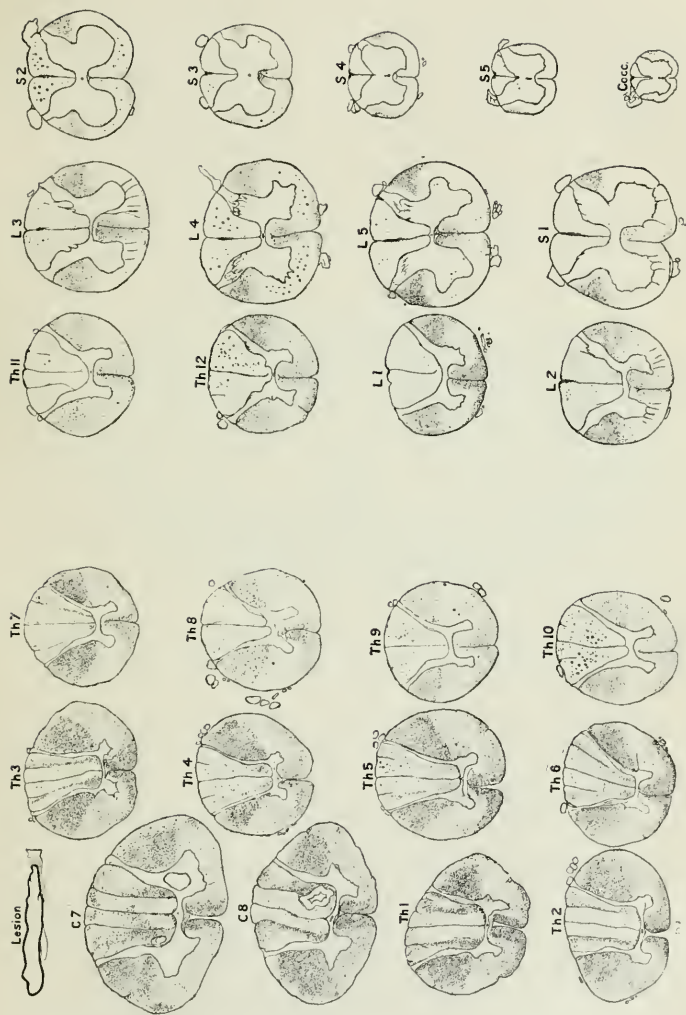 Lesion
C7
C8
Th1
Th2
Th3
Th4
Th5
Th6
Th7
Th8
Th9
Th10
Th11
Th12
L1
L2
L3
L4
L5
S1
S2
S3
S4
S5
Cocc.